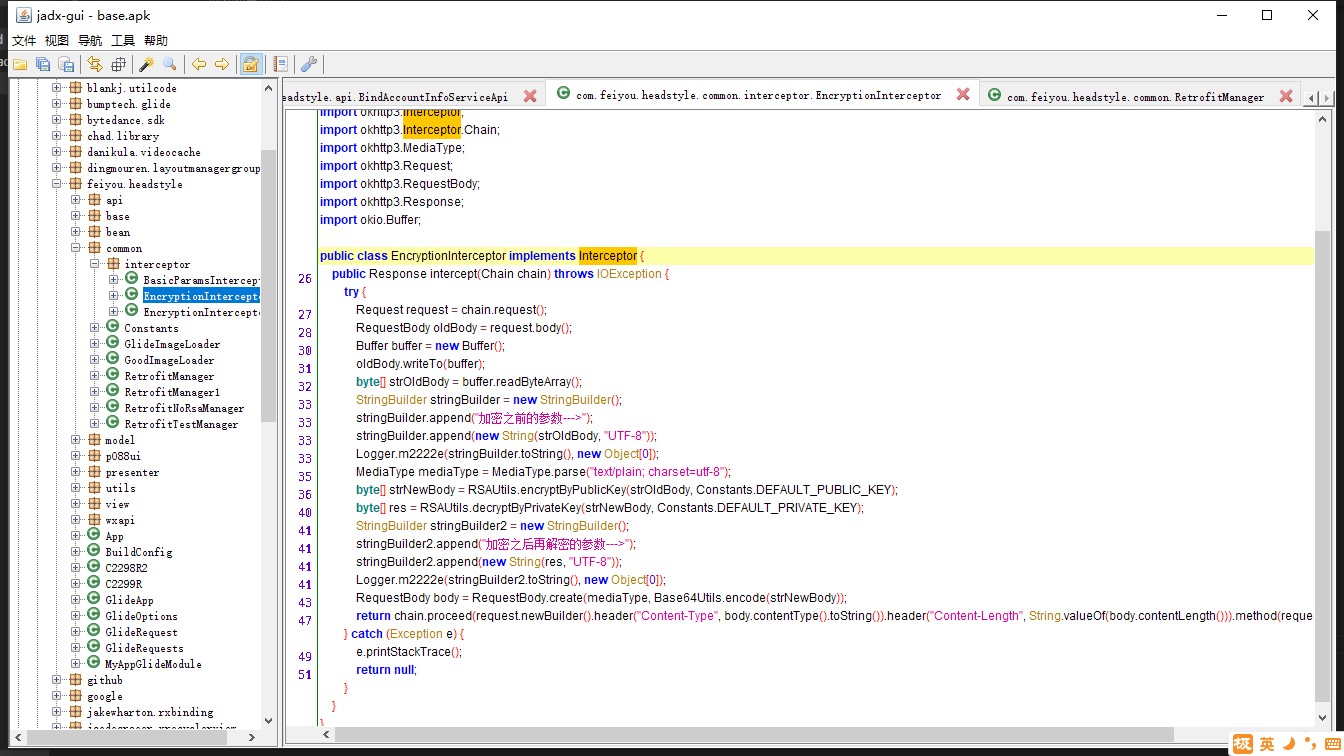 jadx-gui - base.apk
文件 视图 导航 工具 帮助
blankj.utilcode
bumptech.glide
bytedance.sdk
chad.library
danikula.videocache
dingmouren.layoutmanagergroup
feiyou.headstyle
api
base
bean
common
interceptor
BasicParamsIntercep
EncryptionIntercept
EncryptionIntercept
Constants
GlideImageLoader
GoodImageLoader
RetrofitManager
RetrofitManager1
RetrofitNoRsaManager
RetrofitTestManager
model
p088ui
presenter
utils
view
wxapi
App
BuildConfig
C2298R2
C2299R
GlideApp
GlideOptions
GlideRequest
GlideRequests
MyAppGlideModule
github
google
jakewharton.rxbinding
eadstyle.api.BindAccountInfoServiceApi com.feiyou.headstyle.common.interceptor.EncryptionInterceptor com.feiyou.headstyle.common.RetrofitManager
import okhttp3.Interceptor;
import okhttp3.Interceptor.Chain;
import okhttp3.MediaType;
import okhttp3.Request;
import okhttp3.RequestBody;
import okhttp3.Response;
import okio.Buffer;
public class EncryptionInterceptor implements Interceptor {
26 public Response intercept(Chain chain) throws IOException {
try {
27 Request request = chain.request();
28 RequestBody oldBody = request.body();
30 Buffer buffer = new Buffer();
31 oldBody.writeTo(buffer);
32 byte[] strOldBody = buffer.readByteArray();
33 StringBuilder stringBuilder = new StringBuilder();
33 stringBuilder.append("加密之前的参数--->");
33 stringBuilder.append(new String(strOldBody, "UTF-8"));
33 Logger.m2222e(stringBuilder.toString(), new Object[0]);
35 MediaType mediaType = MediaType.parse("text/plain; charset=utf-8");
36 byte[] strNewBody = RSAUtils.encryptByPublicKey(strOldBody, Constants.DEFAULT_PUBLIC_KEY);
40 byte[] res = RSAUtils.decryptByPrivateKey(strNewBody, Constants.DEFAULT_PRIVATE_KEY);
41 StringBuilder stringBuilder2 = new StringBuilder();
41 stringBuilder2.append("加密之后再解密的参数--->");
41 stringBuilder2.append(new String(res, "UTF-8"));
41 Logger.m2222e(stringBuilder2.toString(), new Object[0]);
43 RequestBody body = RequestBody.create(mediaType, Base64Utils.encode(strNewBody));
47 return chain.proceed(request.newBuilder().header("Content-Type", body.contentType().toString()).header("Content-Length", String.valueOf(body.contentLength())).method(reque
} catch (Exception e) {
49 e.printStackTrace();
51 return null;
}
}
}
极 英